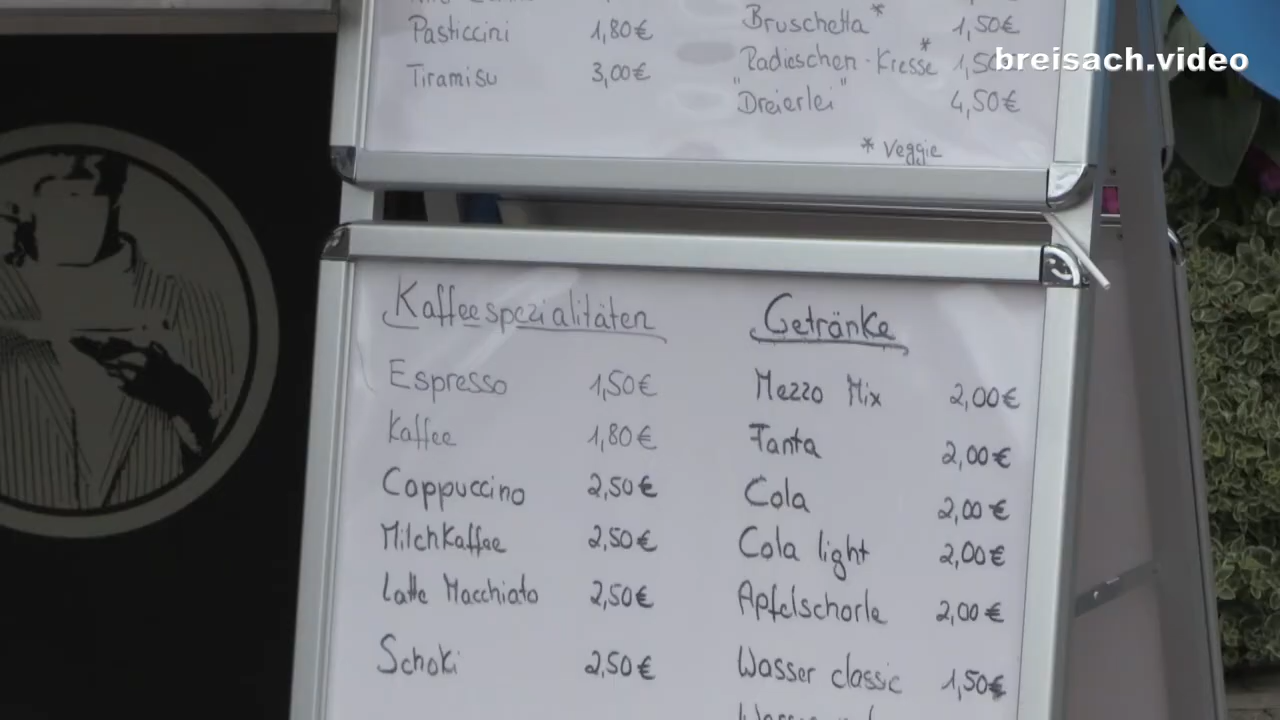 Pasticcini 1,80€
Tiramisu 3,00€
Bruschetta* 1,50€
Radieschen-Kresse*
"Dreierlei" 4,50€
* Veggie
breisach.video
Kaffeespezialitäten
Espresso 1,50€
Kaffee 1,80€
Cappuccino 2,50€
Milchkaffee 2,50€
Latte Macchiato 2,50€
Schoki 2,50€
Getränke
Mezzo Mix 2,00€
Fanta 2,00€
Cola 2,00€
Cola light 2,00€
Apfelschorle 2,00€
Wasser classic 1,50€